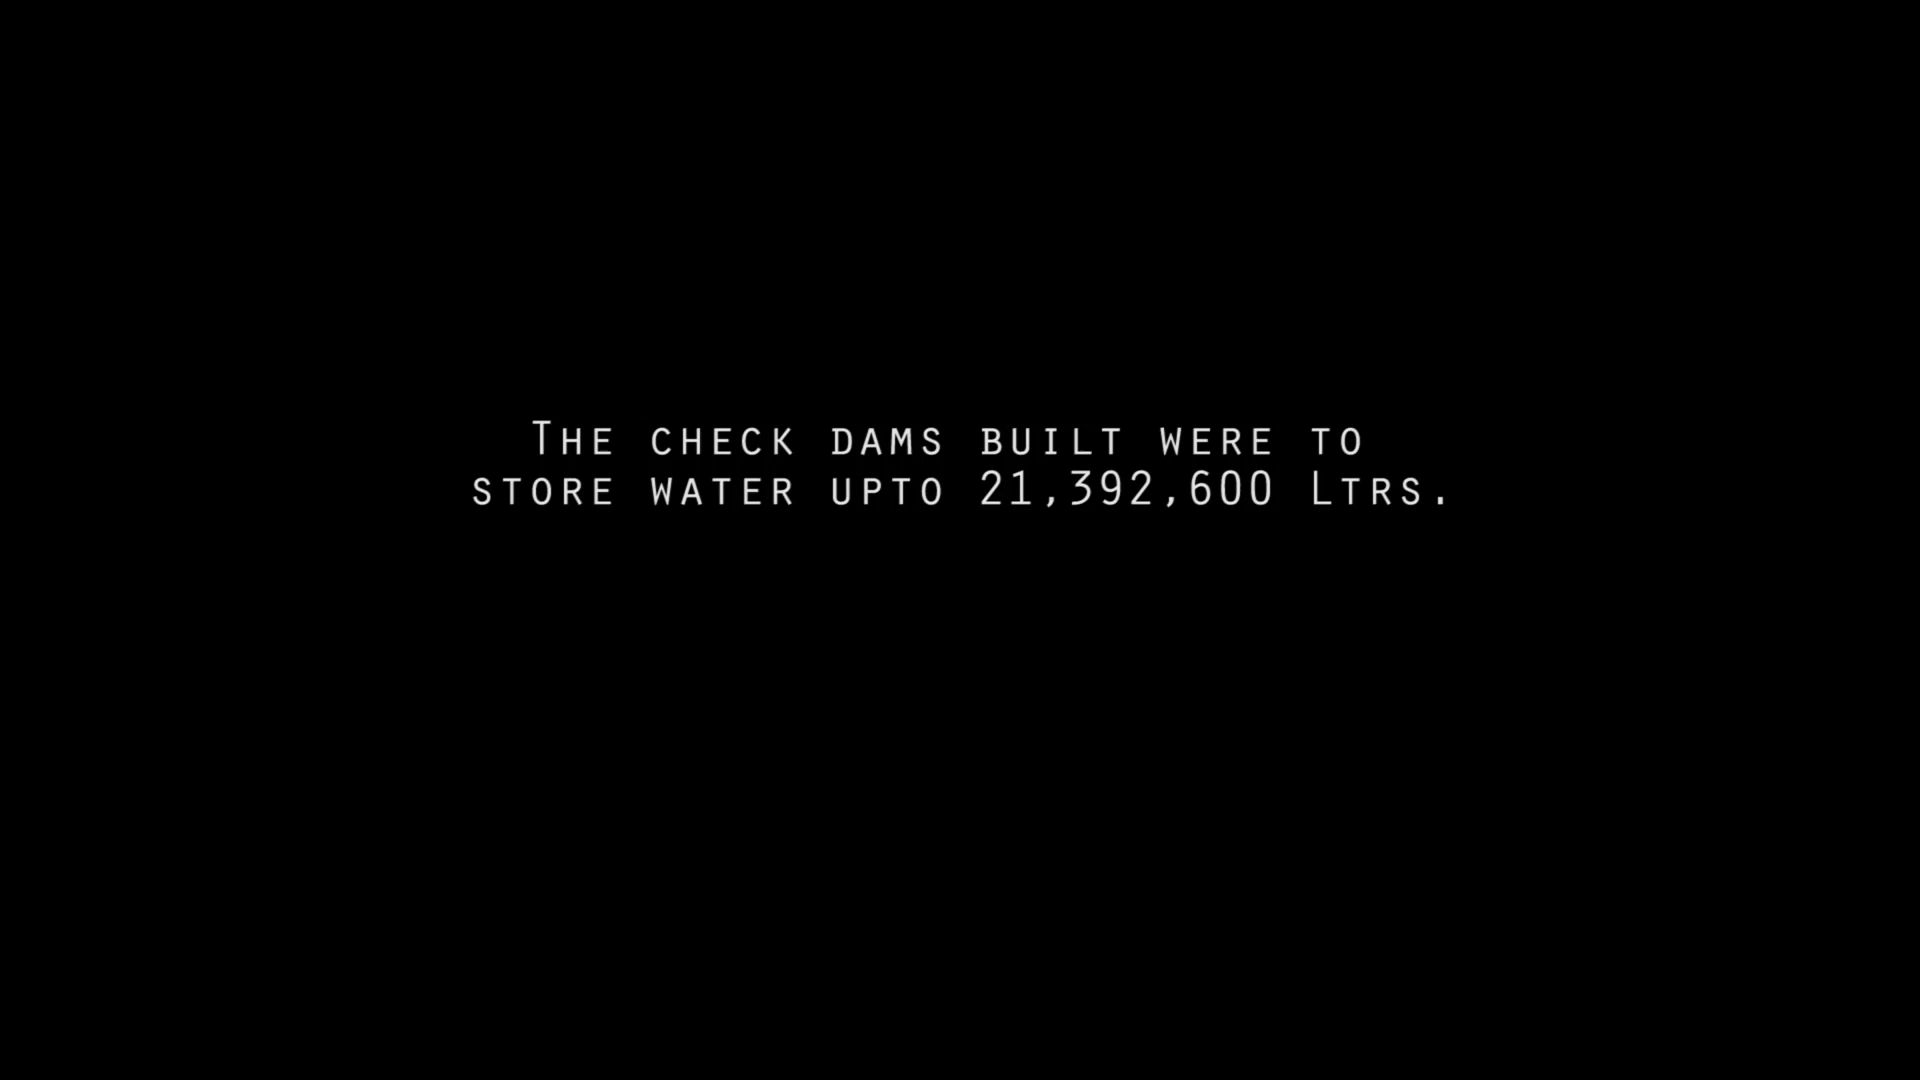 The check dams built were to
store water upto 21,392,600 Ltrs.